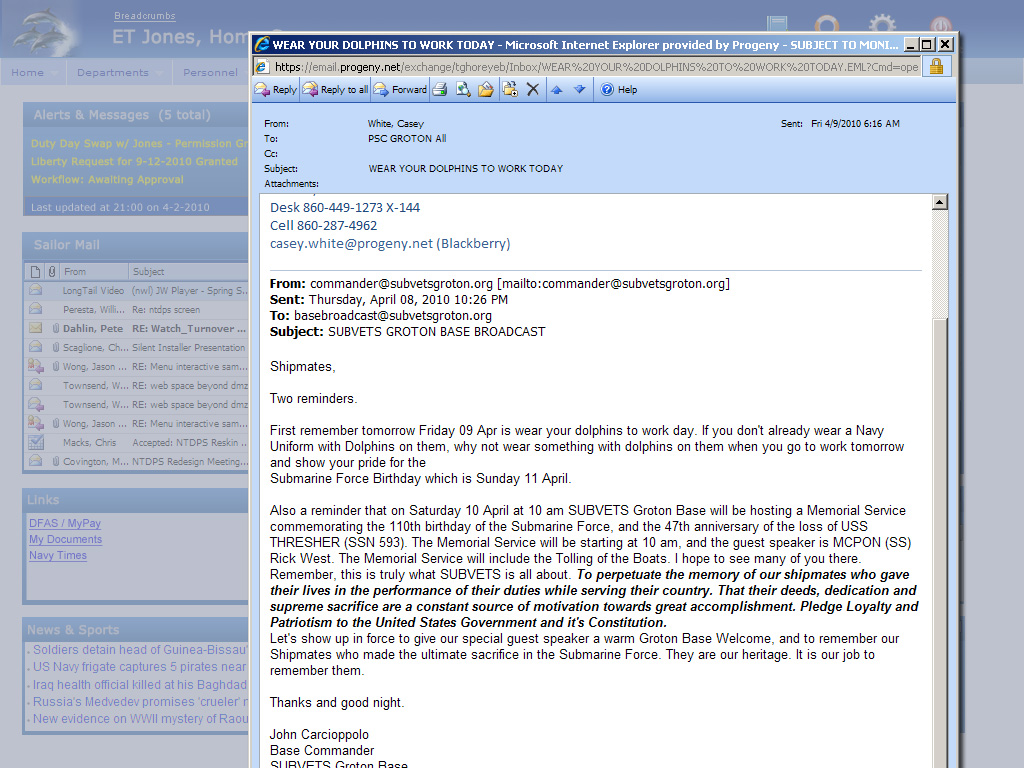 Breadcrumbs
ET Jones, Hom
Home
Departments
Personnel
Alerts & Messages (5 total)
Duty Day Swap w/ Jones - Permission Gr
Liberty Request for 9-12-2010 Granted
Workflow: Awaiting Approval
Last updated at 21:00 on 4-2-2010
Sailor Mail
From Subject
LongTail Video (nwl) JW Player - Spring S...
Peresta, Willi... Re: ntdps screen
Dahlin, Pete RE: Watch_Turnover ...
Scaglione, Ch... Silent Installer Presentation
Wong, Jason ... RE: Menu interactive sam...
Townsend, W... RE: web space beyond dmz
Townsend, W... RE: web space beyond dmz
Wong, Jason ... RE: Menu interactive sam...
Macks, Chris Accepted: NTDPS Reskin ...
Covington, M... NTDPS Redesign Meeting...
Links
DFAS / MyPay
My Documents
Navy Times
News & Sports
Soldiers detain head of Guinea-Bissau'
US Navy frigate captures 5 pirates near
Iraq health official killed at his Baghdad
Russia's Medvedev promises 'crueler' r
New evidence on WWII mystery of Raou
WEAR YOUR DOLPHINS TO WORK TODAY - Microsoft Internet Explorer provided by Progeny - SUBJECT TO MONI...
https://email.progeny.net/exchange/tghoreyeb/Inbox/WEAR%20YOUR%20DOLPHINS%20TO%20WORK%20TODAY.EML?Cmd=ope
Reply Reply to all Forward Help
From: White, Casey Sent: Fri 4/9/2010 6:16 AM
To: PSC GROTON All
Cc:
Subject: WEAR YOUR DOLPHINS TO WORK TODAY
Attachments:
Desk 860-449-1273 X-144
Cell 860-287-4962
casey.white@progeny.net (Blackberry)
From: commander@subvetsgroton.org [mailto:commander@subvetsgroton.org]
Sent: Thursday, April 08, 2010 10:26 PM
To: basebroadcast@subvetsgroton.org
Subject: SUBVETS GROTON BASE BROADCAST
Shipmates,
Two reminders.
First remember tomorrow Friday 09 Apr is wear your dolphins to work day. If you don't already wear a Navy
Uniform with Dolphins on them, why not wear something with dolphins on them when you go to work tomorrow
and show your pride for the
Submarine Force Birthday which is Sunday 11 April.
Also a reminder that on Saturday 10 April at 10 am SUBVETS Groton Base will be hosting a Memorial Service
commemorating the 110th birthday of the Submarine Force, and the 47th anniversary of the loss of USS
THRESHER (SSN 593). The Memorial Service will be starting at 10 am, and the guest speaker is MCPON (SS)
Rick West. The Memorial Service will include the Tolling of the Boats. I hope to see many of you there.
Remember, this is truly what SUBVETS is all about. To perpetuate the memory of our shipmates who gave
their lives in the performance of their duties while serving their country. That their deeds, dedication and
supreme sacrifice are a constant source of motivation towards great accomplishment. Pledge Loyalty and
Patriotism to the United States Government and it's Constitution.
Let's show up in force to give our special guest speaker a warm Groton Base Welcome, and to remember our
Shipmates who made the ultimate sacrifice in the Submarine Force. They are our heritage. It is our job to
remember them.
Thanks and good night.
John Carcioppolo
Base Commander
SUBVETS Groton Base